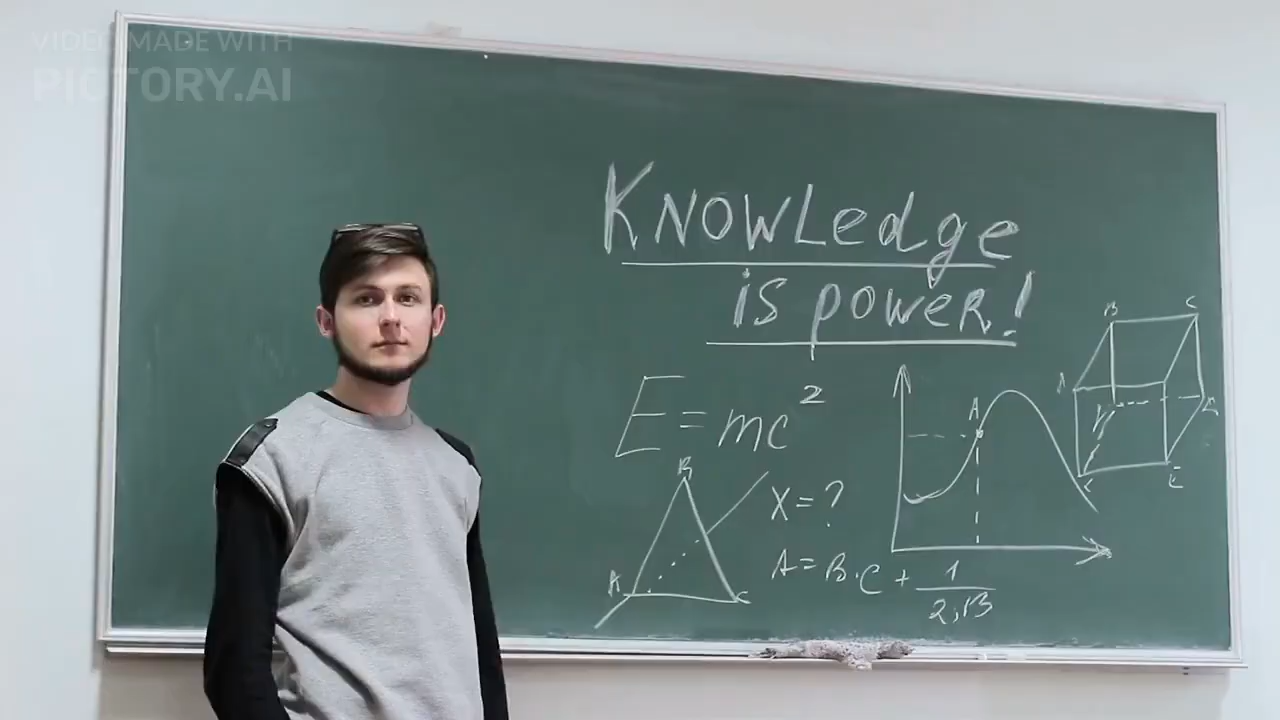 VIDEO MADE WITH
PICTORY.AI
Knowledge
is power!
E = mc²
B
A
C
X = ?
A = B.C + 1/2,13
A
B
C
A
E